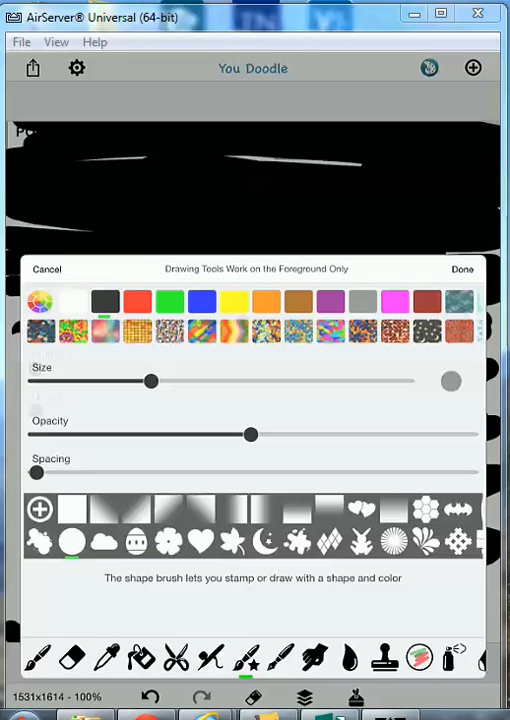 AirServer® Universal (64-bit)
File View Help
You Doodle
Cancel Drawing Tools Work on the Foreground Only Done
Size
Opacity
Spacing
The shape brush lets you stamp or draw with a shape and color
1531x1614 - 100%